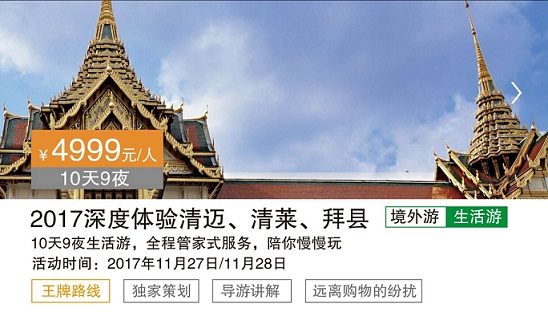 ¥4999元/人
10天9夜
2017深度体验清迈、清莱、拜县 境外游 生活游
10天9夜生活游，全程管家式服务，陪你慢慢玩
活动时间：2017年11月27日/11月28日
王牌路线 独家策划 导游讲解 远离购物的纷扰